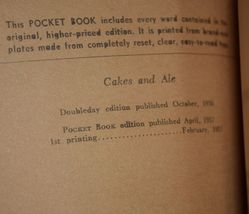 This POCKET BOOK includes every word contained in the
original, higher-priced edition. It is printed from brand-new
plates made from completely reset, clear, easy-to-read
Cakes and Ale
Doubleday edition published October, 1930
POCKET BOOK edition published April,
1st printing......................February,